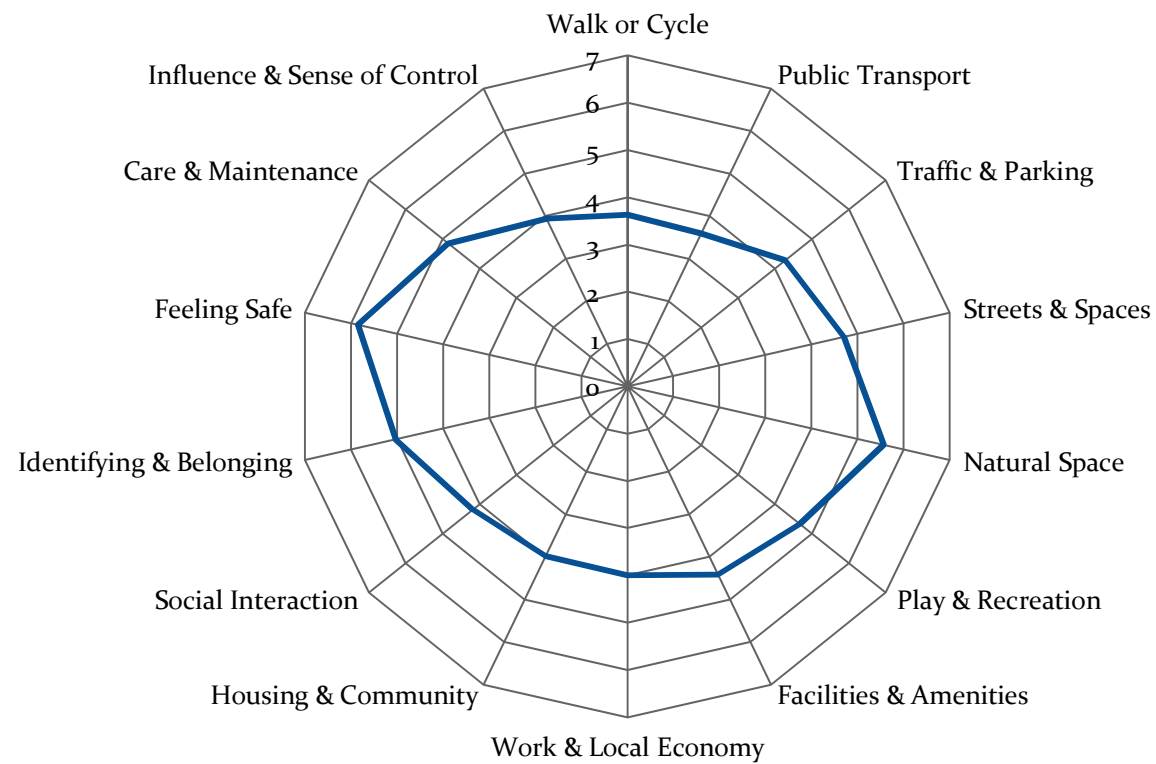 Walk or Cycle
Public Transport
Traffic & Parking
Streets & Spaces
Natural Space
Play & Recreation
Facilities & Amenities
Work & Local Economy
Housing & Community
Social Interaction
Identifying & Belonging
Feeling Safe
Care & Maintenance
Influence & Sense of Control
7
6
5
4
3
2
1
0